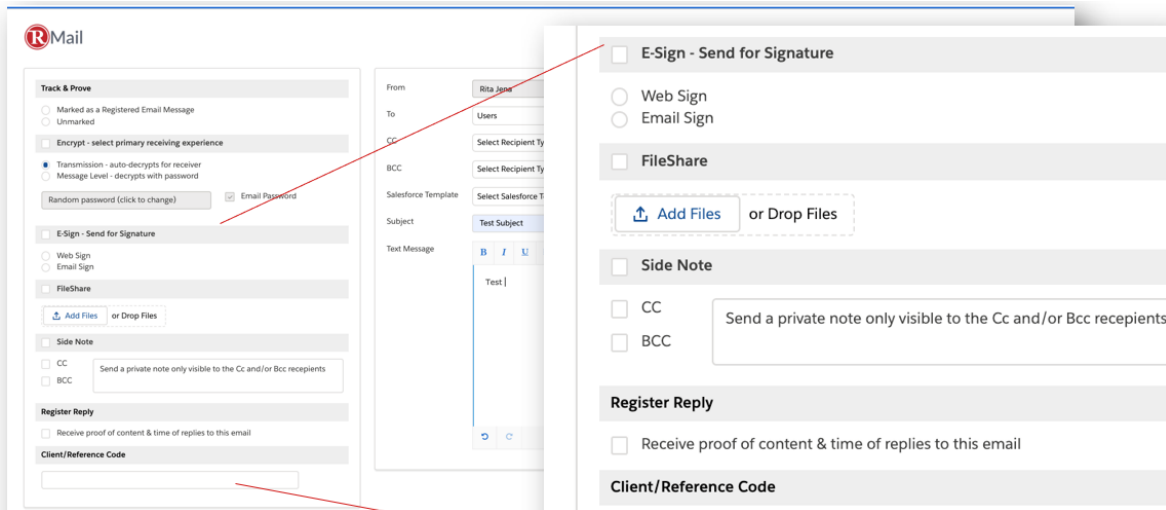 RMail
Track & Prove
Marked as a Registered Email Message
Unmarked
Encrypt - select primary receiving experience
Transmission - auto-decrypts for receiver
Message Level - decrypts with password
Random password (click to change)
Email Password
E-Sign - Send for Signature
Web Sign
Email Sign
FileShare
Add Files or Drop Files
Side Note
CC
BCC
Send a private note only visible to the Cc and/or Bcc recepients
Register Reply
Receive proof of content & time of replies to this email
Client/Reference Code
From Rita Jena
To Users
CC Select Recipient Ty
BCC Select Recipient Ty
Salesforce Template Select Salesforce T
Subject Test Subject
Text Message
B I U
Test
E-Sign - Send for Signature
Web Sign
Email Sign
FileShare
Add Files or Drop Files
Side Note
CC
BCC
Send a private note only visible to the Cc and/or Bcc recepients
Register Reply
Receive proof of content & time of replies to this email
Client/Reference Code